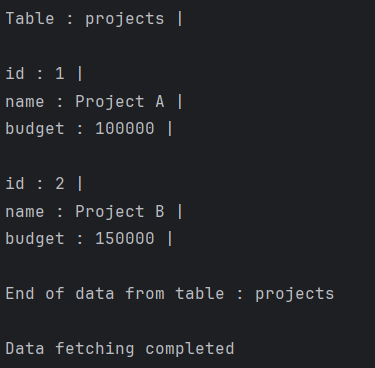 Table : projects |
id : 1 |
name : Project A |
budget : 100000 |
id : 2 |
name : Project B |
budget : 150000 |
End of data from table : projects
Data fetching completed